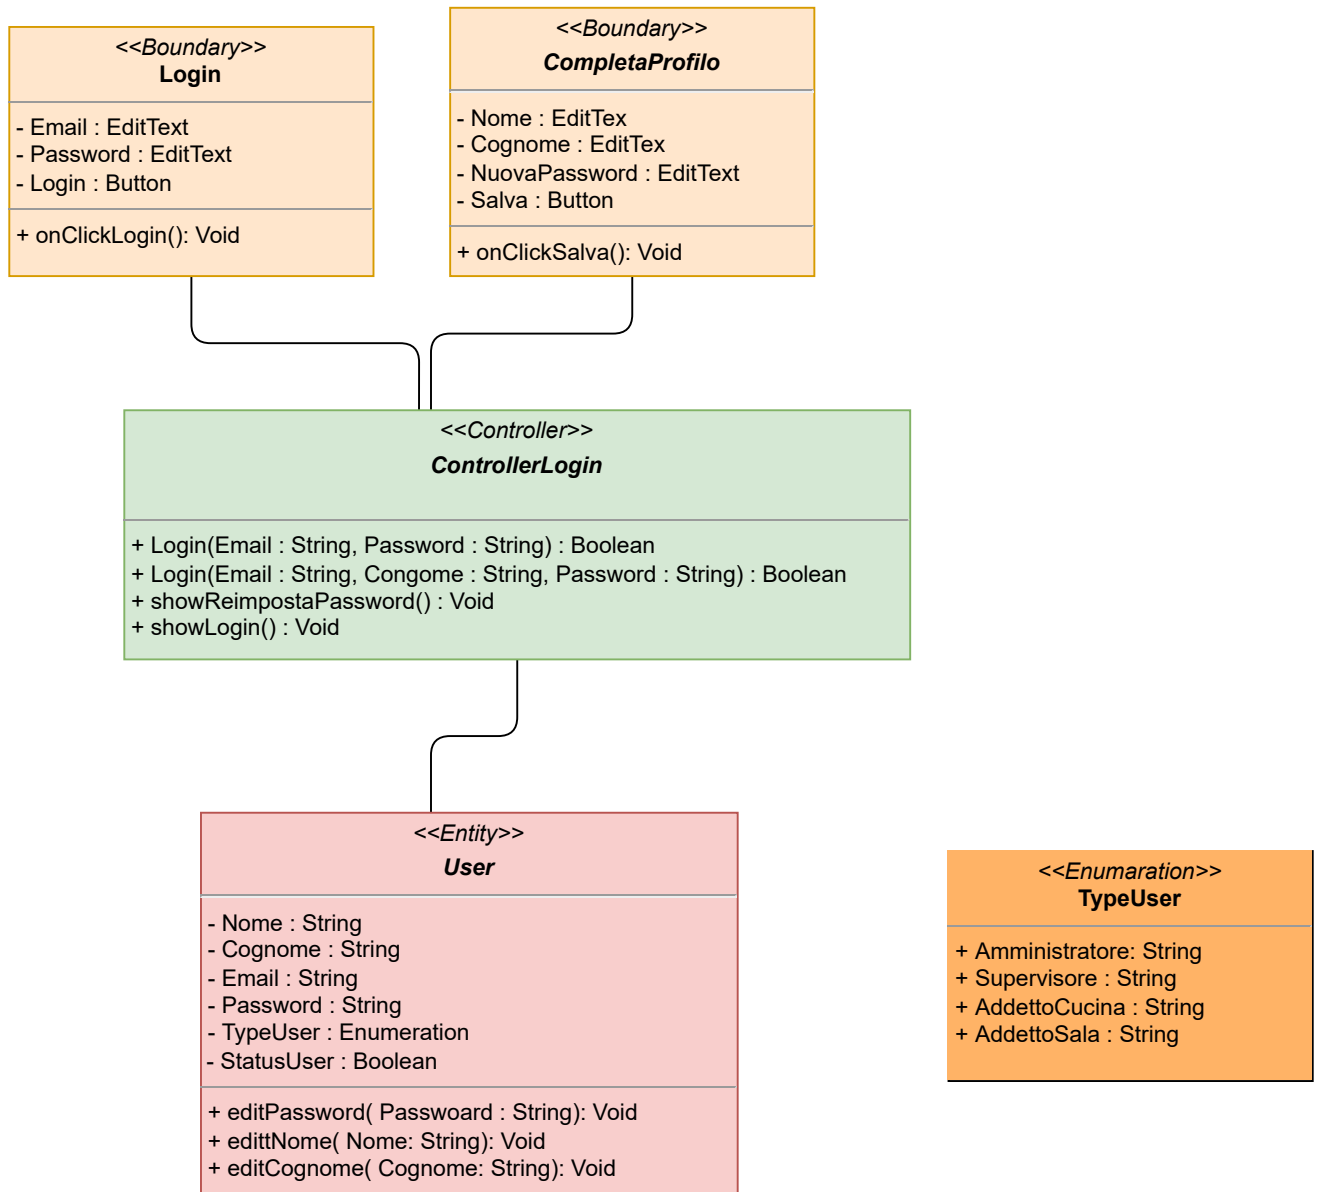 <<Boundary>>
Login
- Email : EditText
- Password : EditText
- Login : Button
+ onClickLogin(): Void
<<Boundary>>
CompletaProfilo
- Nome : EditTex
- Cognome : EditTex
- NuovaPassword : EditText
- Salva : Button
+ onClickSalva(): Void
<<Controller>>
ControllerLogin
+ Login(Email : String, Password : String) : Boolean
+ Login(Email : String, Congome : String, Password : String) : Boolean
+ showReimpostaPassword() : Void
+ showLogin() : Void
<<Entity>>
User
- Nome : String
- Cognome : String
- Email : String
- Password : String
- TypeUser : Enumeration
- StatusUser : Boolean
+ editPassword( Passwoard : String): Void
+ edittNome( Nome: String): Void
+ editCognome( Cognome: String): Void
<<Enumaration>>
TypeUser
+ Amministratore: String
+ Supervisore : String
+ AddettoCucina : String
+ AddettoSala : String